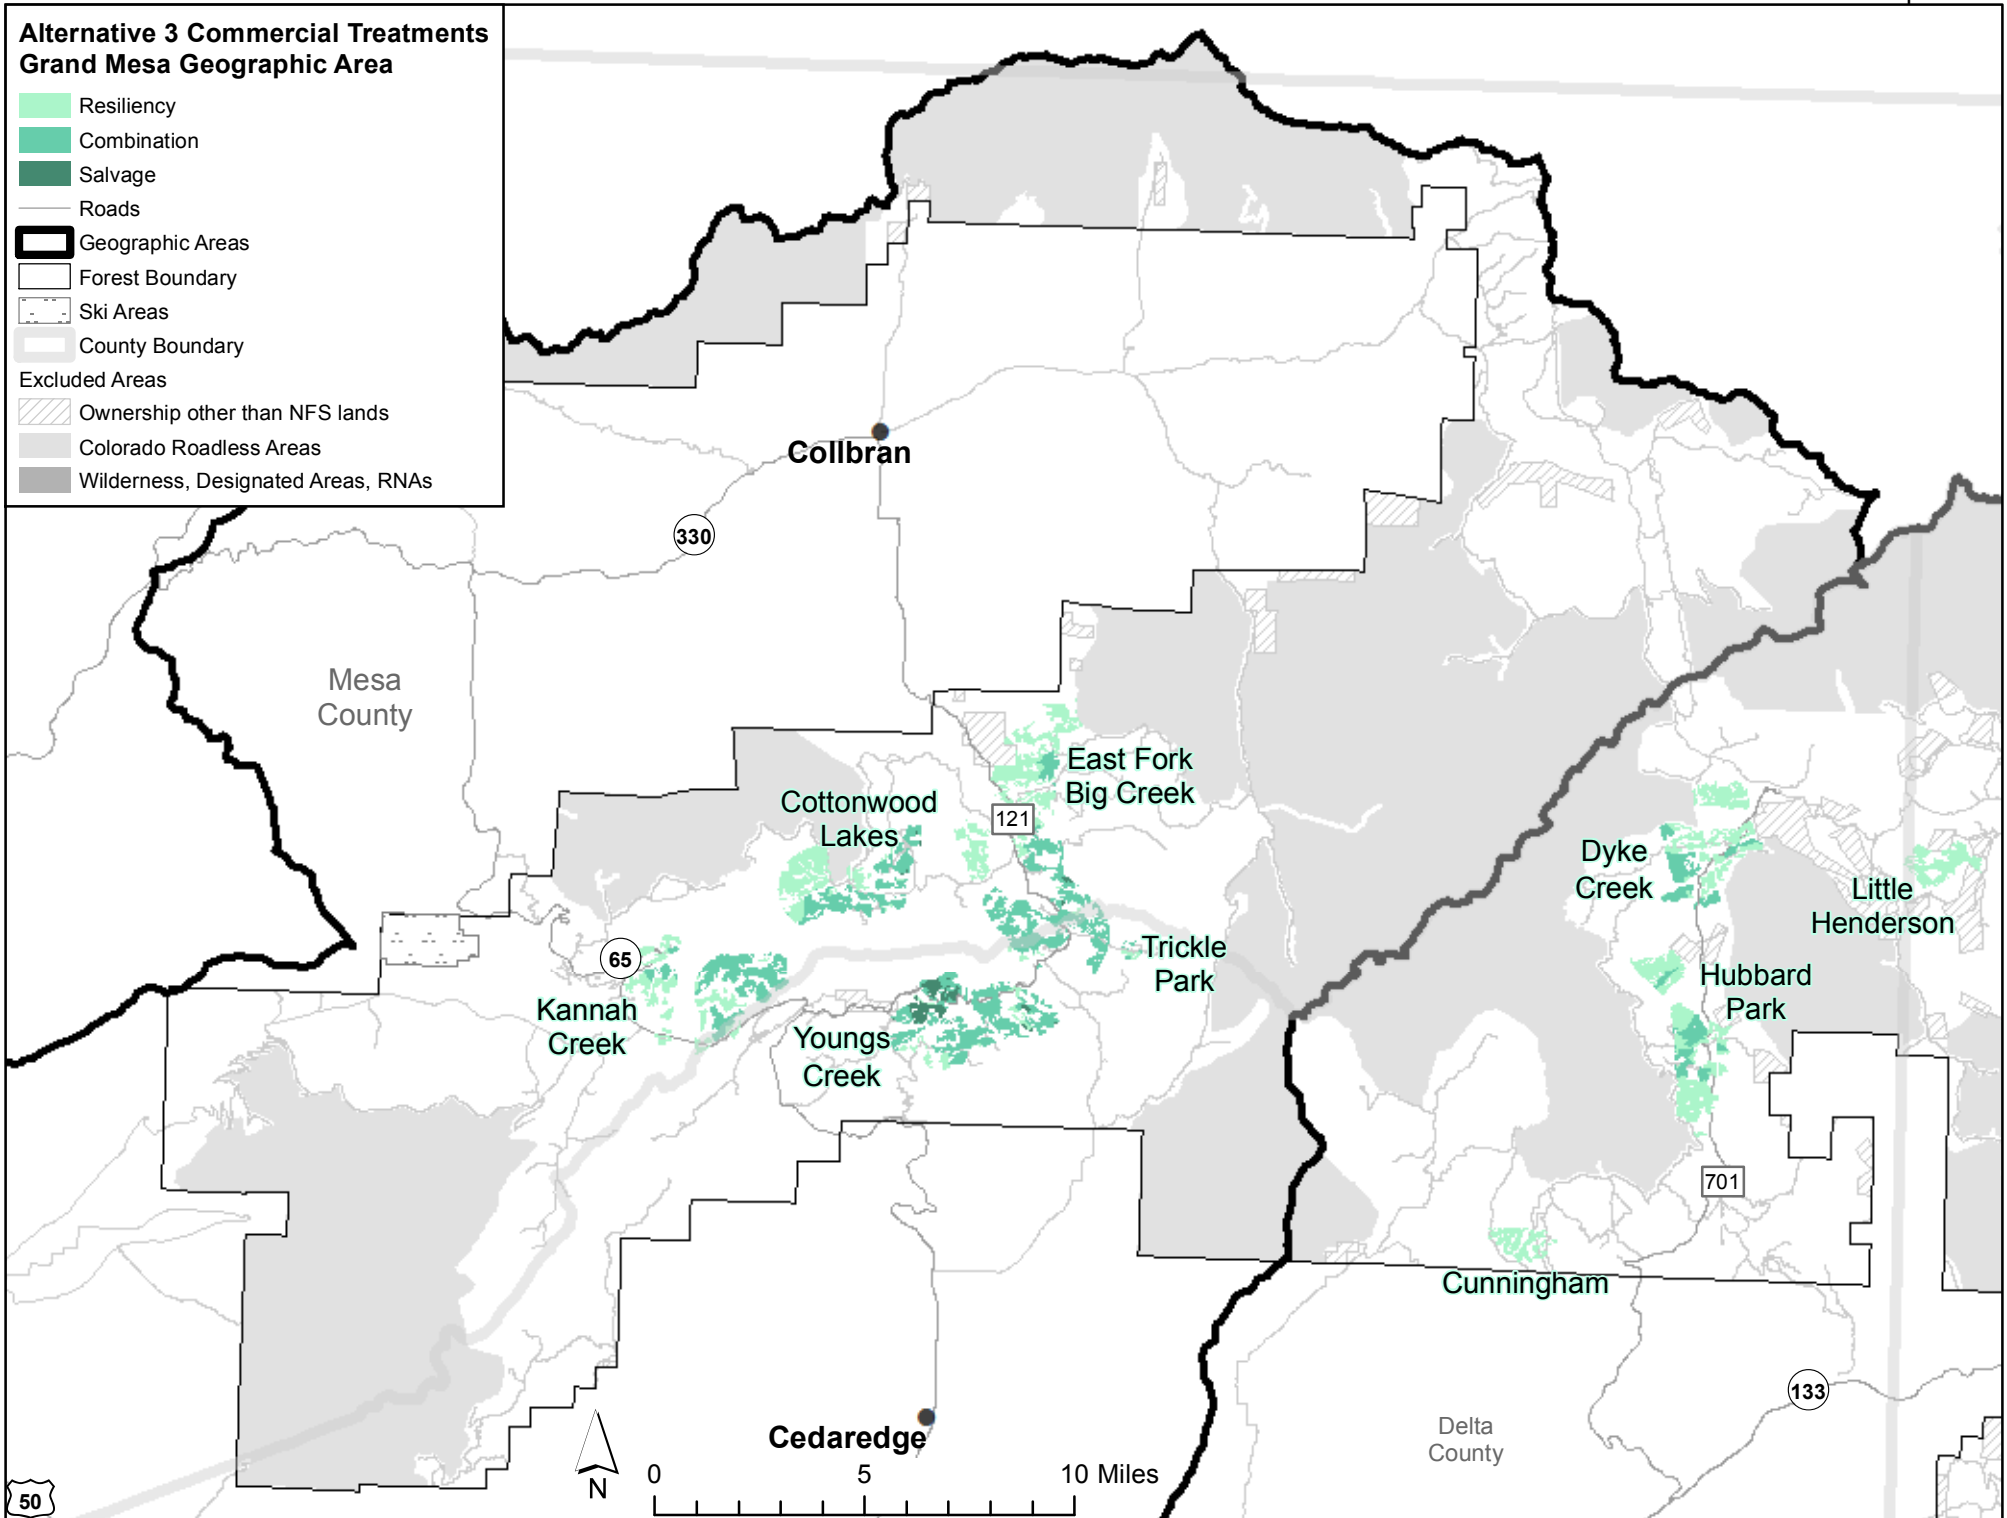 Alternative 3 Commercial Treatments
Grand Mesa Geographic Area
Resiliency
Combination
Salvage
Roads
Geographic Areas
Forest Boundary
Ski Areas
County Boundary
Excluded Areas
Ownership other than NFS lands
Colorado Roadless Areas
Wilderness, Designated Areas, RNAs
Collbran
330
Mesa
County
East Fork
Big Creek
121
Cottonwood
Lakes
Dyke
Creek
Little
Henderson
Trickle
Park
65
Kannah
Creek
Hubbard
Park
Youngs
Creek
701
Cunningham
133
Cedaredge
Delta
County
N
0 5 10 Miles
50